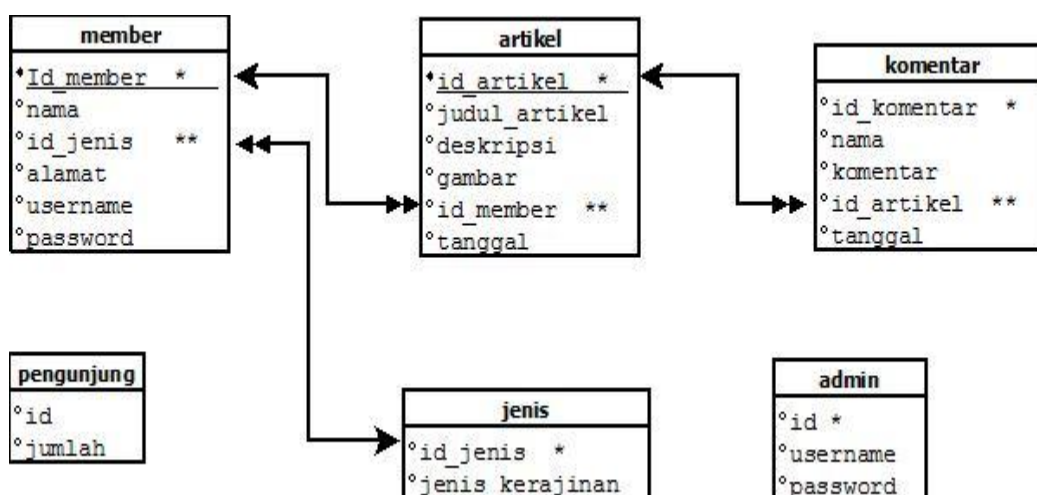 member
Id_member *
nama
id_jenis **
alamat
username
password
artikel
id_artikel *
judul_artikel
deskripsi
gambar
id_member **
tanggal
komentar
id_komentar *
nama
komentar
id_artikel **
tanggal
pengunjung
id
jumlah
jenis
id_jenis *
jenis_kerajinan
admin
id *
username
password